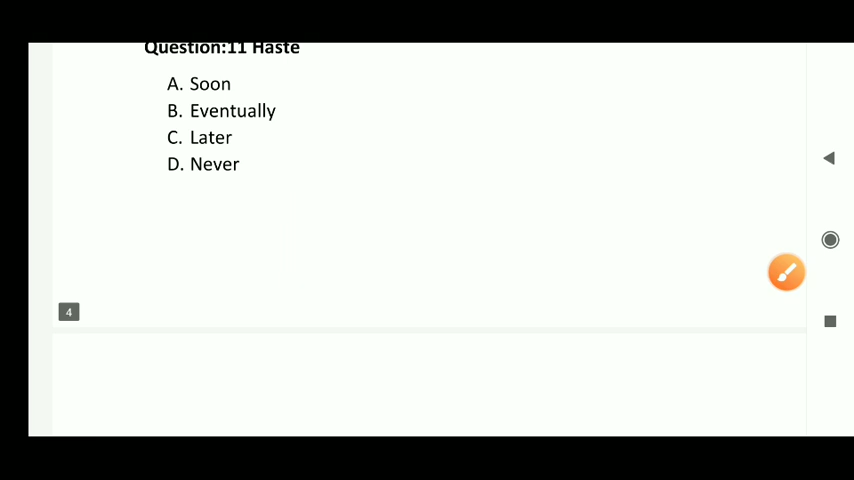 Question:11 Haste
A. Soon
B. Eventually
C. Later
D. Never
4